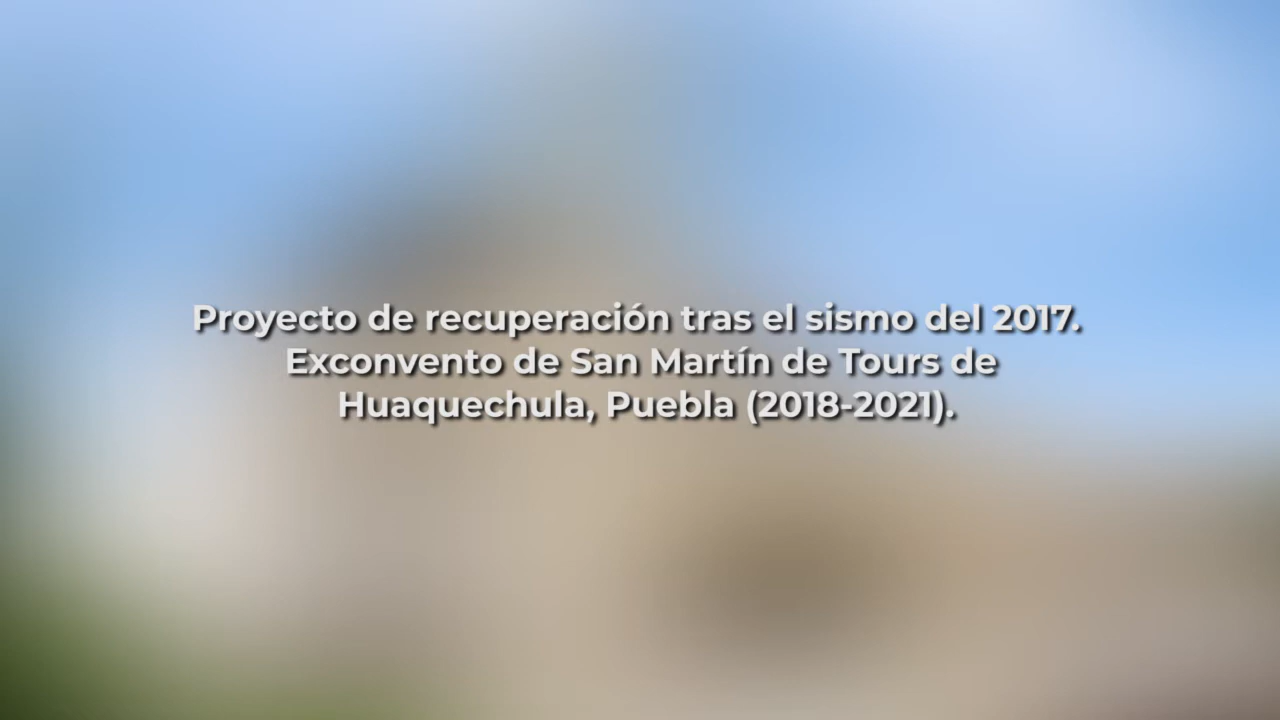 Proyecto de recuperación tras el sismo del 2017.
Exconvento de San Martín de Tours de
Huaquechula, Puebla (2018-2021).